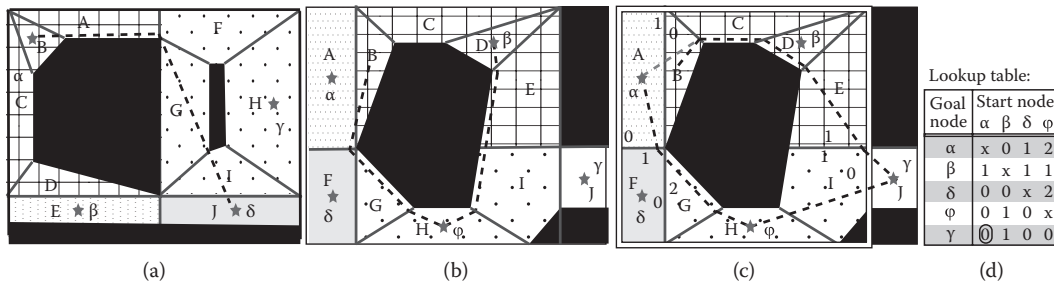 A
B
α
C
D
E β
F
G
H
γ
I
J δ
(a)
A
α
B
C
D β
E
F
δ
G
H φ
I
γ
J
(b)
1
0
C
A
α
B
D β
E
0
1
1
1
0
F
δ
0
2
G
H φ
I
γ
J
(c)
Lookup table:
Goal node Start node
α β δ φ
α x 0 1 2
β 1 x 1 1
δ 0 0 x 2
φ 0 1 0 x
γ 0 1 0 0
(d)